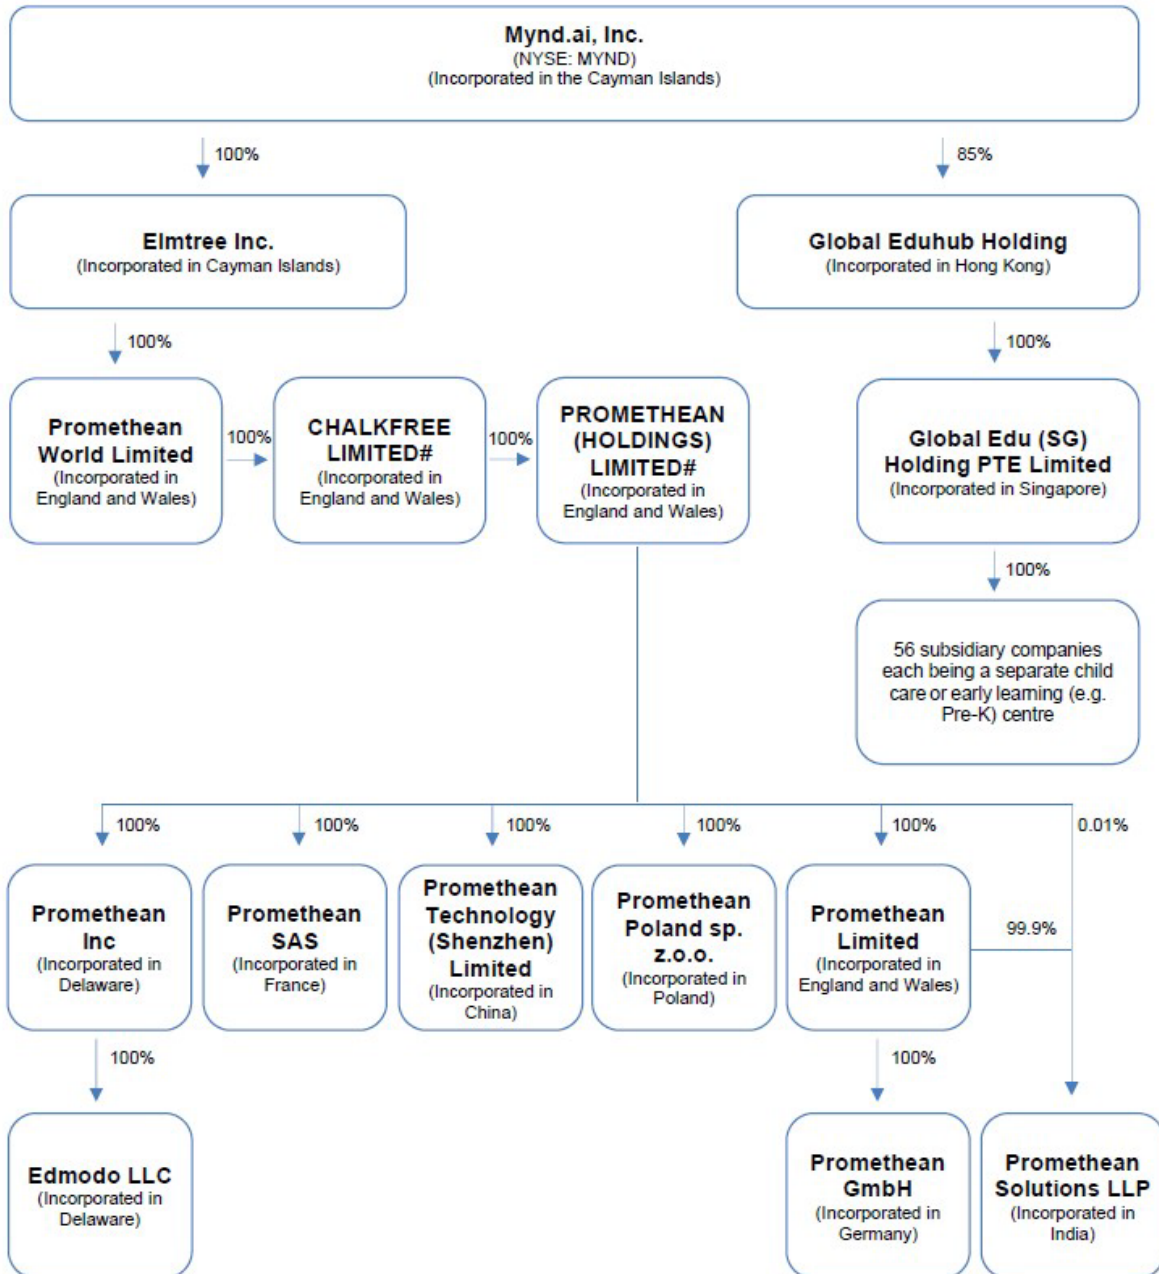 Mynd.ai, Inc.
(NYSE: MYND)
(Incorporated in the Cayman Islands)
100%
85%
Elmtree Inc.
(Incorporated in Cayman Islands)
Global Eduhub Holding
(Incorporated in Hong Kong)
100%
100%
Promethean
World Limited
(Incorporated in
England and Wales)
100%
CHALKFREE
LIMITED#
(Incorporated in
England and Wales)
100%
PROMETHEAN
(HOLDINGS)
LIMITED#
(Incorporated in
England and Wales)
Global Edu (SG)
Holding PTE Limited
(Incorporated in Singapore)
100%
56 subsidiary companies
each being a separate child
care or early learning (e.g.
Pre-K) centre
100%
100%
100%
100%
100%
0.01%
Promethean
Inc
(Incorporated in
Delaware)
Promethean
SAS
(Incorporated in
France)
Promethean
Technology
(Shenzhen)
Limited
(Incorporated in
China)
Promethean
Poland sp.
z.o.o.
(Incorporated in
Poland)
Promethean
Limited
(Incorporated in
England and Wales)
99.9%
100%
100%
Edmodo LLC
(Incorporated in
Delaware)
Promethean
GmbH
(Incorporated in
Germany)
Promethean
Solutions LLP
(Incorporated in
India)